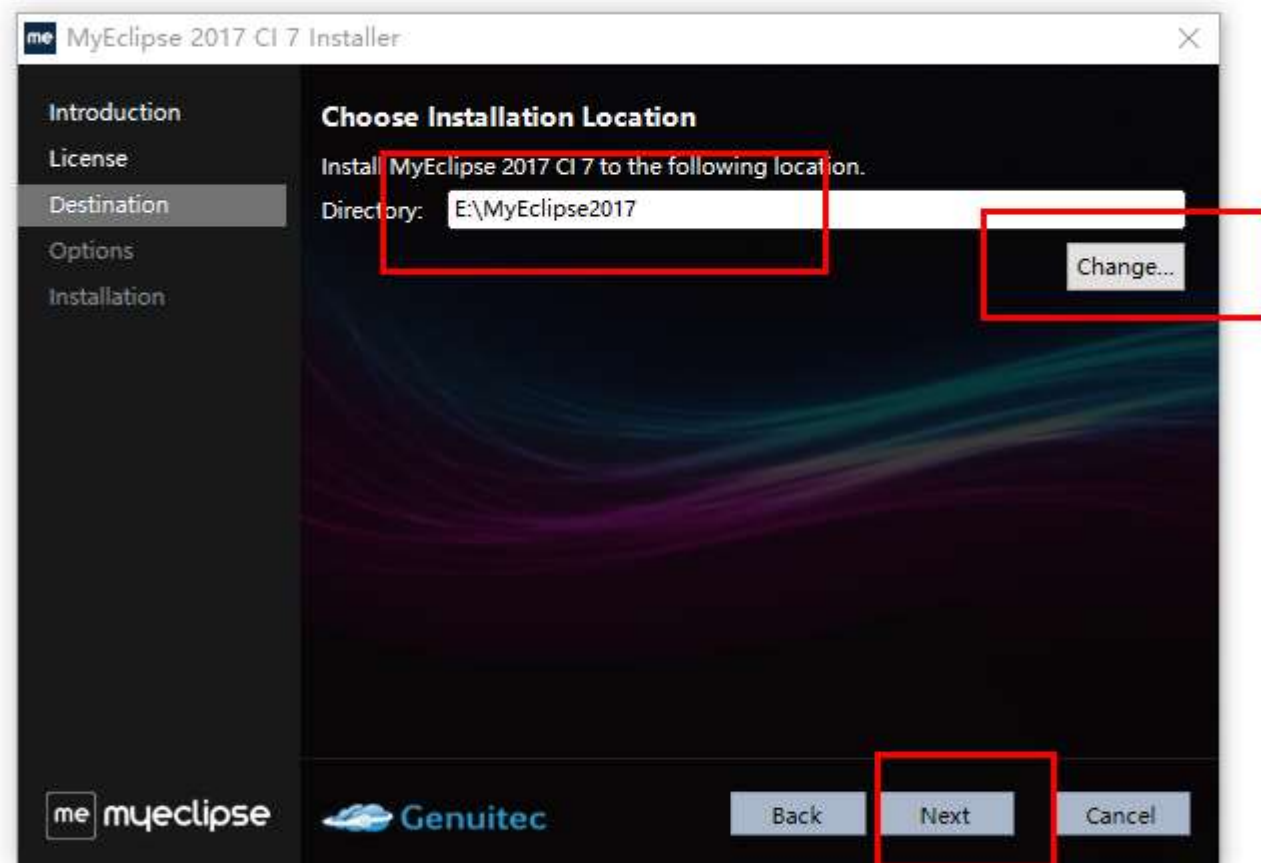 me MyEclipse 2017 CI 7 Installer
Introduction
License
Destination
Options
Installation
Choose Installation Location
Install MyEclipse 2017 CI 7 to the following location.
Directory: E:\MyEclipse2017
Change...
me myeclipse
Genuitec
Back Next Cancel